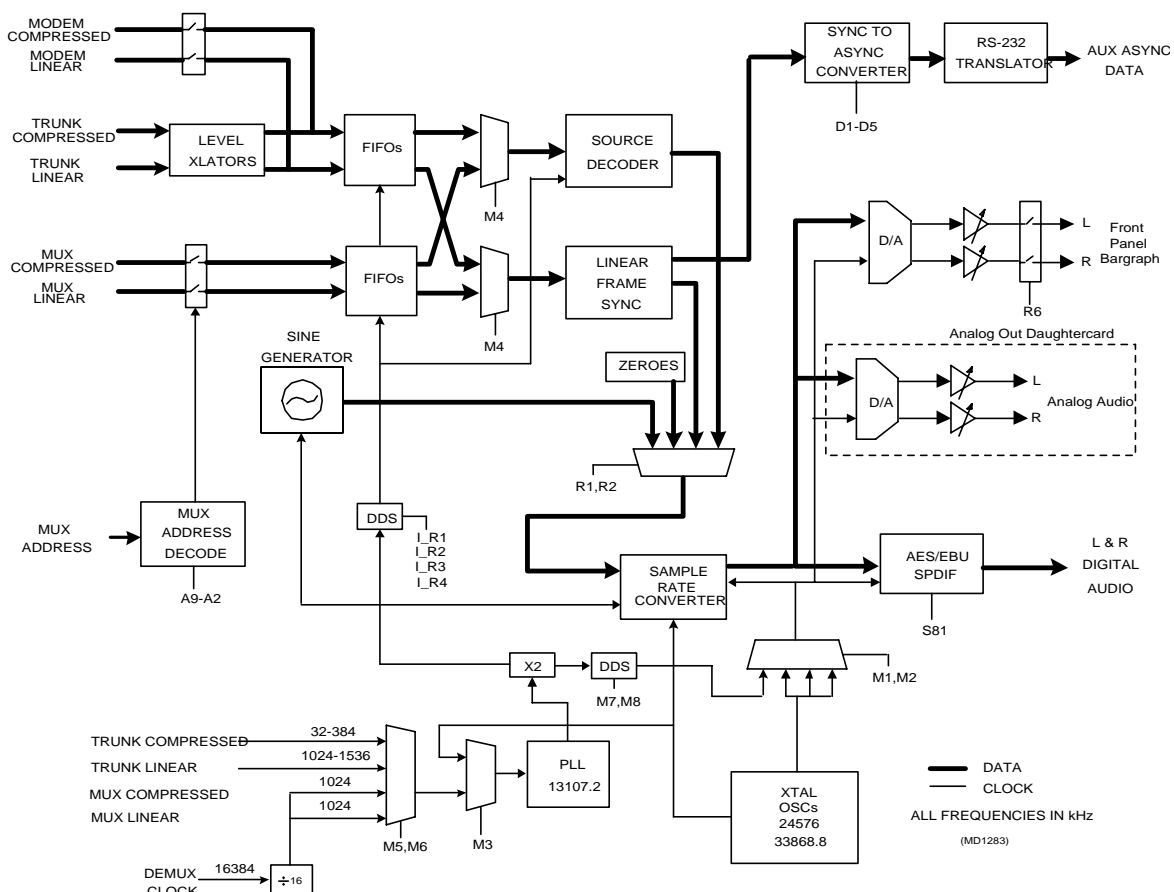 MODEM
COMPRESSED
MODEM
LINEAR
TRUNK
COMPRESSED
TRUNK
LINEAR
LEVEL
XLATORS
FIFOs
M4
SOURCE
DECODER
SYNC TO
ASYNC
CONVERTER
D1-D5
RS-232
TRANSLATOR
AUX ASYNC
DATA
MUX
COMPRESSED
MUX
LINEAR
FIFOs
M4
LINEAR
FRAME
SYNC
D/A
L
R
Front
Panel
Bargraph
R6
Analog Out Daughtercard
D/A
L
R
Analog Audio
SINE
GENERATOR
ZEROES
R1,R2
MUX
ADDRESS
MUX
ADDRESS
DECODE
A9-A2
DDS
I_R1
I_R2
I_R3
I_R4
SAMPLE
RATE
CONVERTER
AES/EBU
SPDIF
S81
L & R
DIGITAL
AUDIO
X2
DDS
M7,M8
M1,M2
TRUNK COMPRESSED
32-384
TRUNK LINEAR
1024-1536
MUX COMPRESSED
1024
MUX LINEAR
1024
M5,M6
M3
PLL
13107.2
XTAL
OSCs
24576
33868.8
DATA
CLOCK
ALL FREQUENCIES IN kHz
(MD1283)
DEMUX
CLOCK
16384
÷16